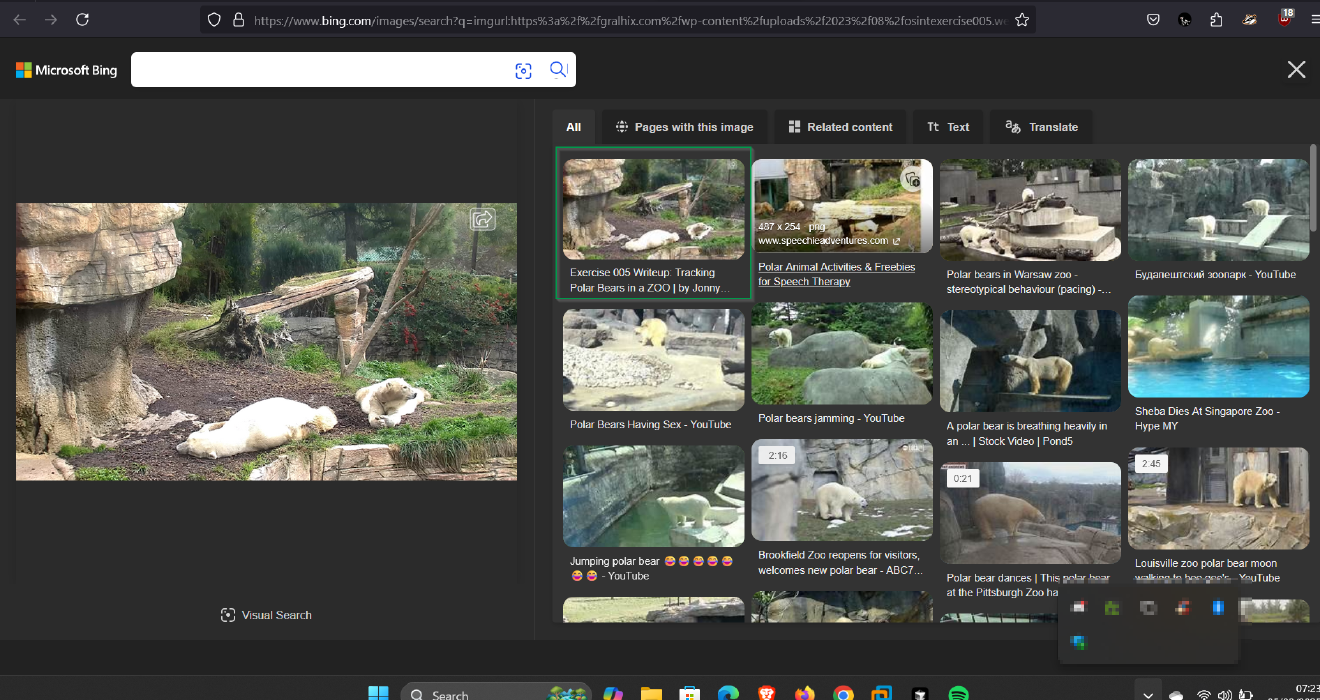 https://www.bing.com/images/search?q=imgurl:https%3a%2f%2fgralhix.com%2fwp-content%2fuploads%2f2023%2f08%2fosintexercise005.we
18
Microsoft Bing
All
Pages with this image
Related content
Tt Text
Translate
487 x 254 png
www.speechieadventures.com
Exercise 005 Writeup: Tracking
Polar Bears in a ZOO | by Jonny...
Polar Animal Activities & Freebies
for Speech Therapy
Polar bears in Warsaw zoo -
stereotypical behaviour (pacing) -...
Будапештский зоопарк - YouTube
Polar Bears Having Sex - YouTube
Polar bears jamming - YouTube
A polar bear is breathing heavily in
an ... | Stock Video | Pond5
Sheba Dies At Singapore Zoo -
Hype MY
2:16
0:21
2:45
Jumping polar bear 😆😆😆😆😆
😆😆 - YouTube
Brookfield Zoo reopens for visitors,
welcomes new polar bear - ABC7...
Polar bear dances | This polar bear
at the Pittsburgh Zoo ha
Louisville zoo polar bear moon
YouTube
Visual Search
Search
07:23